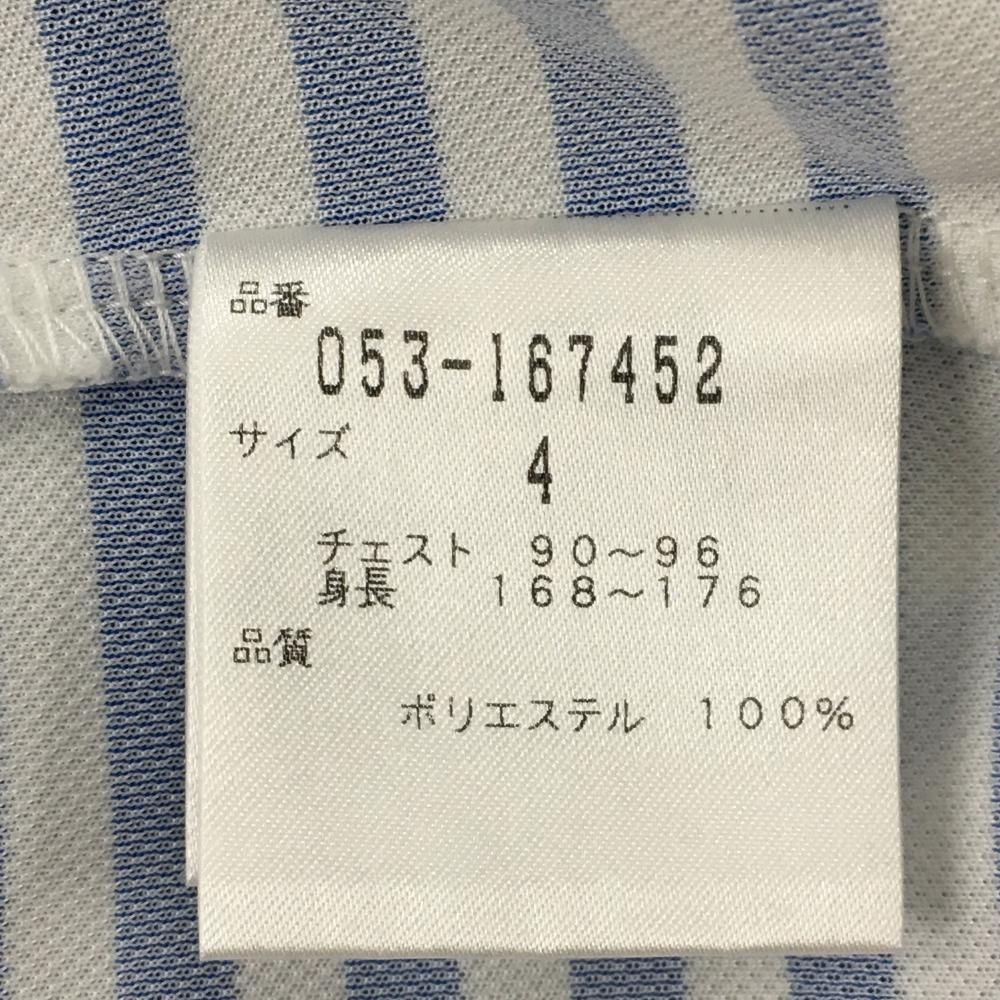 品番
053-167452
サイズ
4
チェスト 90～96
身長 168～176
品質
ポリエステル 100%